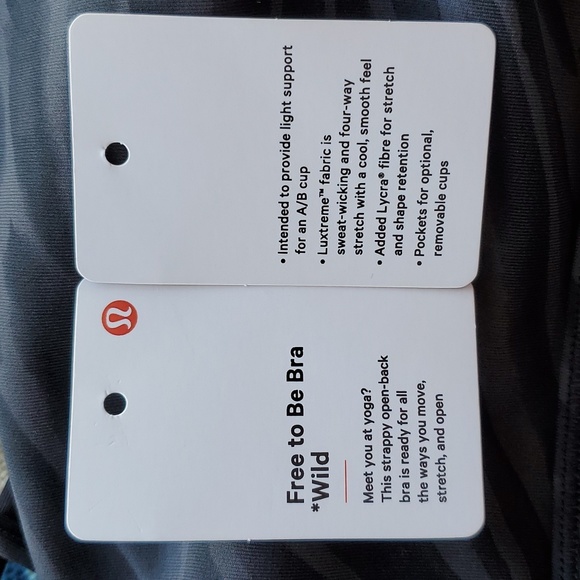 Free to Be Bra
*Wild
Meet you at yoga?
This strappy open-back
bra is ready for all
the ways you move,
stretch, and open
• Intended to provide light support
for an A/B cup
• Luxtreme™ fabric is
sweat-wicking and four-way
stretch with a cool, smooth feel
• Added Lycra® fibre for stretch
and shape retention
• Pockets for optional,
removable cups